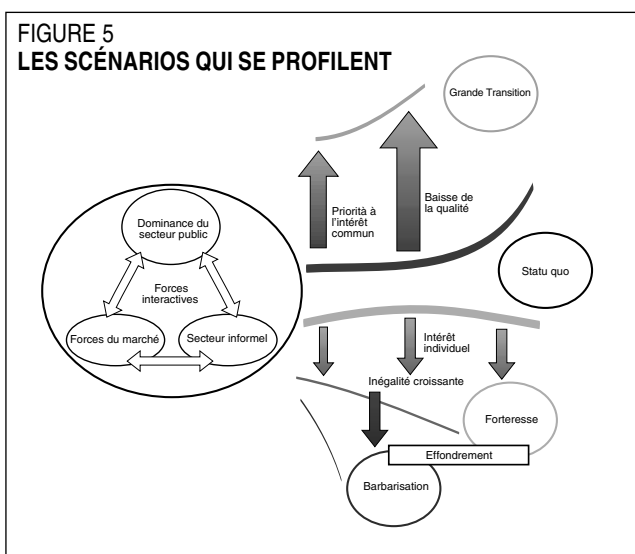 FIGURE 5
LES SCÉNARIOS QUI SE PROFILENT
Grande Transition
Priorità à
l'intérêt
commun
Baisse de
la qualité
Dominance du
secteur public
Forces
interactives
Forces du marché
Secteur informel
Statu quo
Intérêt
individuel
Inégalité croissante
Forteresse
Effondrement
Barbarisation